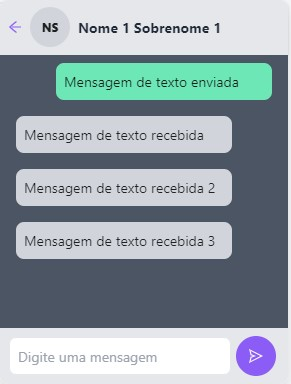 NS
Nome 1 Sobrenome 1
Mensagem de texto enviada
Mensagem de texto recebida
Mensagem de texto recebida 2
Mensagem de texto recebida 3
Digite uma mensagem